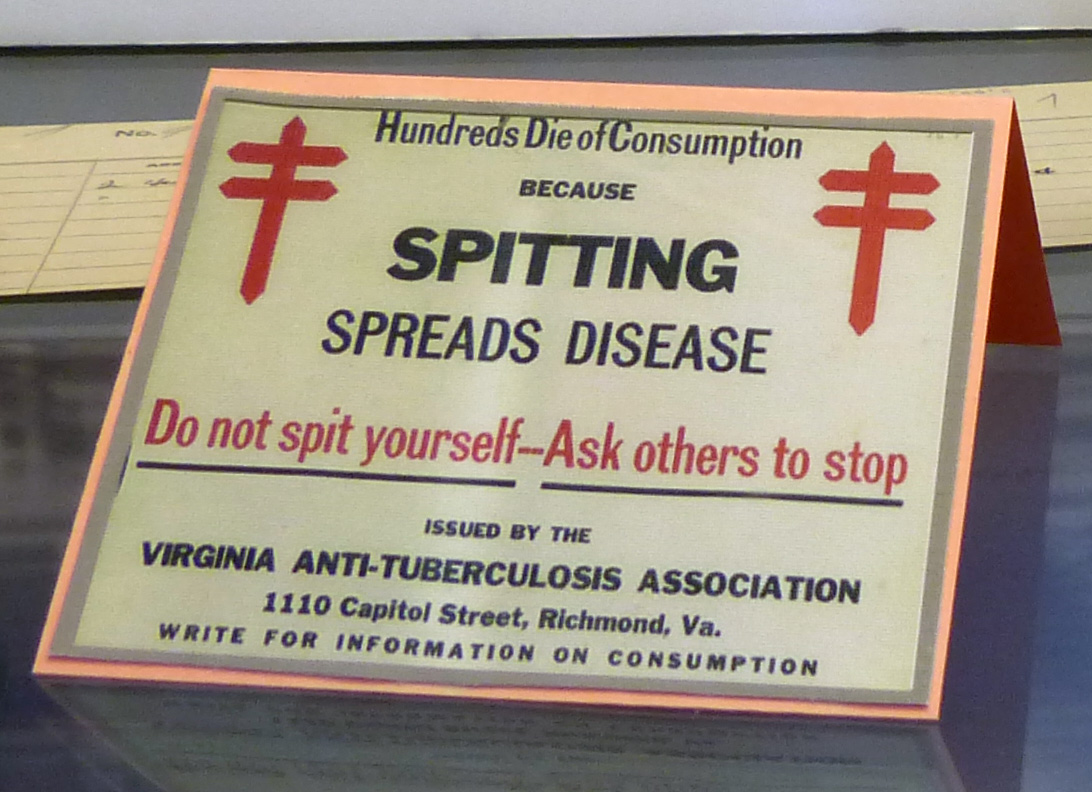 No.
Hundreds Die of Consumption
BECAUSE
SPITTING
SPREADS DISEASE
Do not spit yourself--Ask others to stop
ISSUED BY THE
VIRGINIA ANTI-TUBERCULOSIS ASSOCIATION
1110 Capitol Street, Richmond, Va.
WRITE FOR INFORMATION ON CONSUMPTION